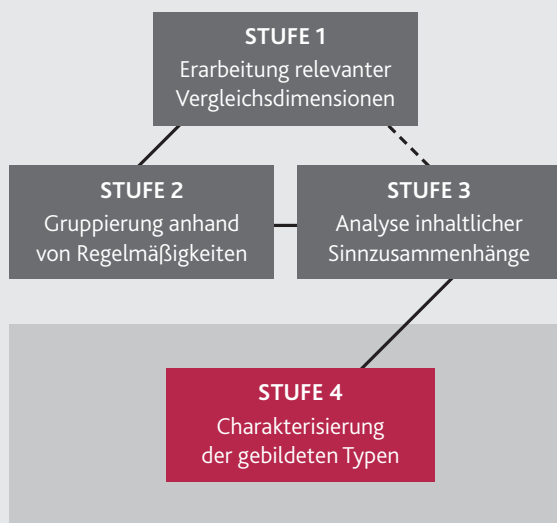 STUFE 1
Erarbeitung relevanter
Vergleichsdimensionen
STUFE 2
Gruppierung anhand
von Regelmäßigkeiten
STUFE 3
Analyse inhaltlicher
Sinnzusammenhänge
STUFE 4
Charakterisierung
der gebildeten Typen